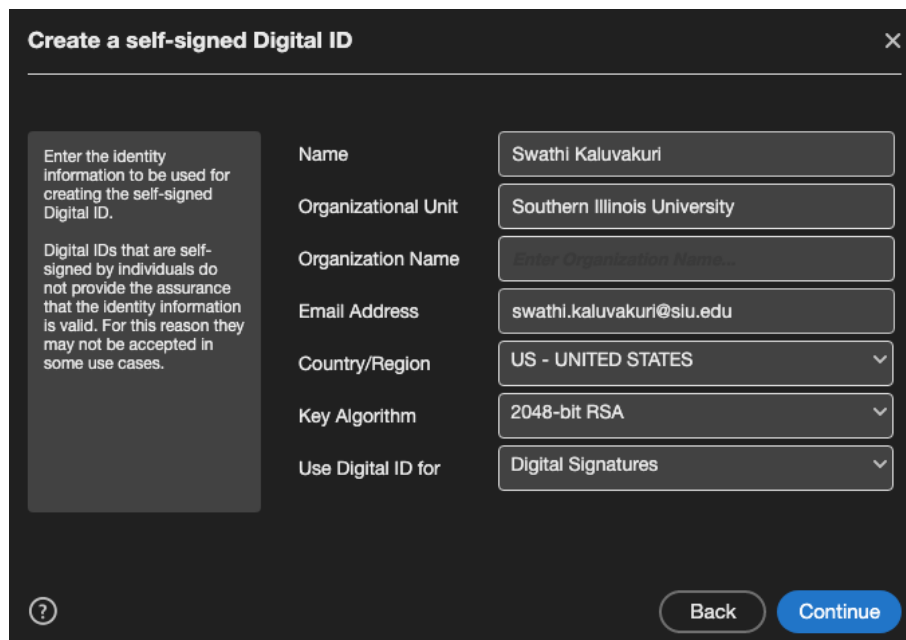 Create a self-signed Digital ID
Enter the identity
information to be used for
creating the self-signed
Digital ID.
Digital IDs that are self-
signed by individuals do
not provide the assurance
that the identity information
is valid. For this reason they
may not be accepted in
some use cases.
Name Swathi Kaluvakuri
Organizational Unit Southern Illinois University
Organization Name Enter Organization Name...
Email Address swathi.kaluvakuri@siu.edu
Country/Region US - UNITED STATES
Key Algorithm 2048-bit RSA
Use Digital ID for Digital Signatures
? Back Continue